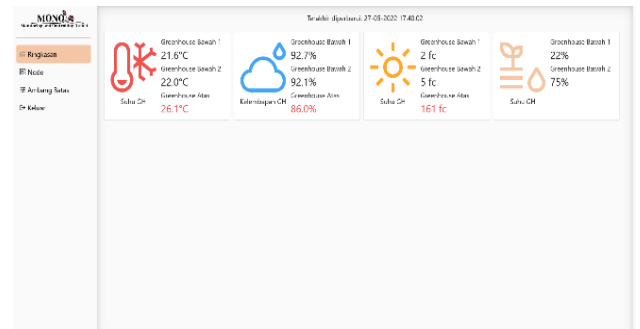 MONO
Terakhir diperbarui: 27-05-2022 17:40:02
Ringkasan
Node
Ambang Batas
Keluar
Greenhouse Bawah 1
21.6°C
Greenhouse Bawah 2
22.0°C
Greenhouse Atas
26.1°C
Suhu GH
Greenhouse Bawah 1
92.7%
Greenhouse Bawah 2
92.1%
Greenhouse Atas
86.0%
Kelembapan GH
Greenhouse Bawah 1
2 fc
Greenhouse Bawah 2
5 fc
Greenhouse Atas
161 fc
Suhu GH
Greenhouse Bawah 1
22%
Greenhouse Bawah 2
75%
Suhu GH